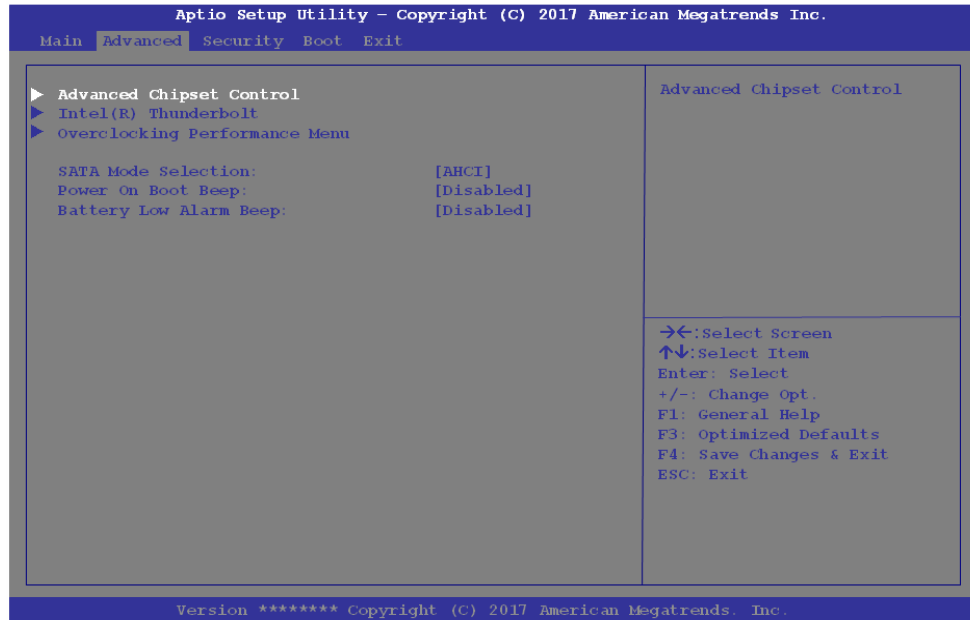 Aptio Setup Utility – Copyright (C) 2017 American Megatrends Inc.
Main Advanced Security Boot Exit
▶ Advanced Chipset Control
▶ Intel(R) Thunderbolt
▶ Overclocking Performance Menu
SATA Mode Selection: [AHCI]
Power On Boot Beep: [Disabled]
Battery Low Alarm Beep: [Disabled]
Advanced Chipset Control
→←:Select Screen
↑↓:Select Item
Enter: Select
+/-: Change Opt.
F1: General Help
F3: Optimized Defaults
F4: Save Changes & Exit
ESC: Exit
Version ******** Copyright (C) 2017 American Megatrends. Inc.